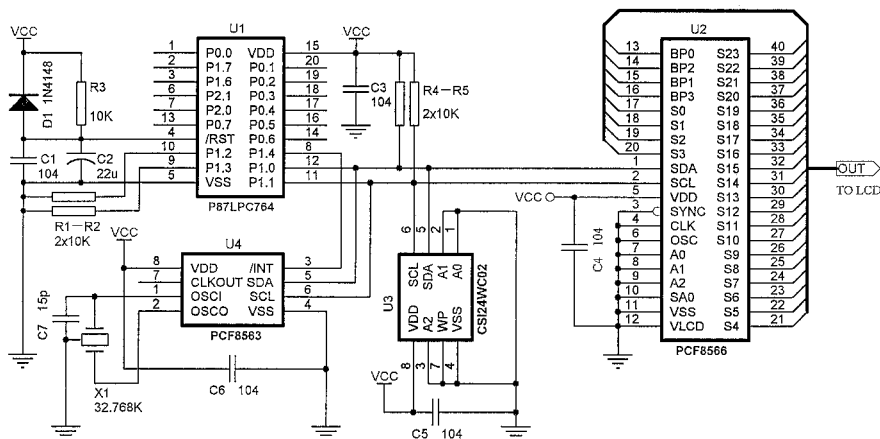 VCC
D1 1N4148
R3
10K
C1
104
C2
22u
R1—R2
2x10K
U1
1 P0.0 VDD 15
2 P1.7 P0.1 20
3 P1.6 P0.2 19
6 P2.1 P0.3 18
7 P2.0 P0.4 17
13 P0.7 P0.5 16
4 /RST P0.6 14
10 P1.2 P1.4 8
9 P1.3 P1.0 12
5 VSS P1.1 11
P87LPC764
VCC
C3
104
R4—R5
2x10K
U2
13 BP0 S23 40
14 BP2 S22 39
15 BP1 S21 38
16 BP3 S20 37
17 S0 S19 36
18 S1 S18 35
19 S2 S17 34
20 S3 S16 33
1 SDA S15 32
2 SCL S14 31
5 VDD S13 30
3 SYNC S12 29
4 CLK S11 28
6 OSC S10 27
7 A0 S9 26
8 A1 S8 25
9 A2 S7 24
10 SA0 S6 23
11 VSS S5 22
12 VLCD S4 21
PCF8566
OUT
TO LCD
VCC
C4 104
VCC
U4
8 VDD /INT 3
7 CLKOUT SDA 5
1 OSCI SCL 6
2 OSCO VSS 4
PCF8563
C7 15p
X1
32.768K
C6 104
U3
6 5 2 1
SCL SDA A1 A0
VDD A2 WP VSS
8 3 7 4
CSI24WC02
VCC
C5 104